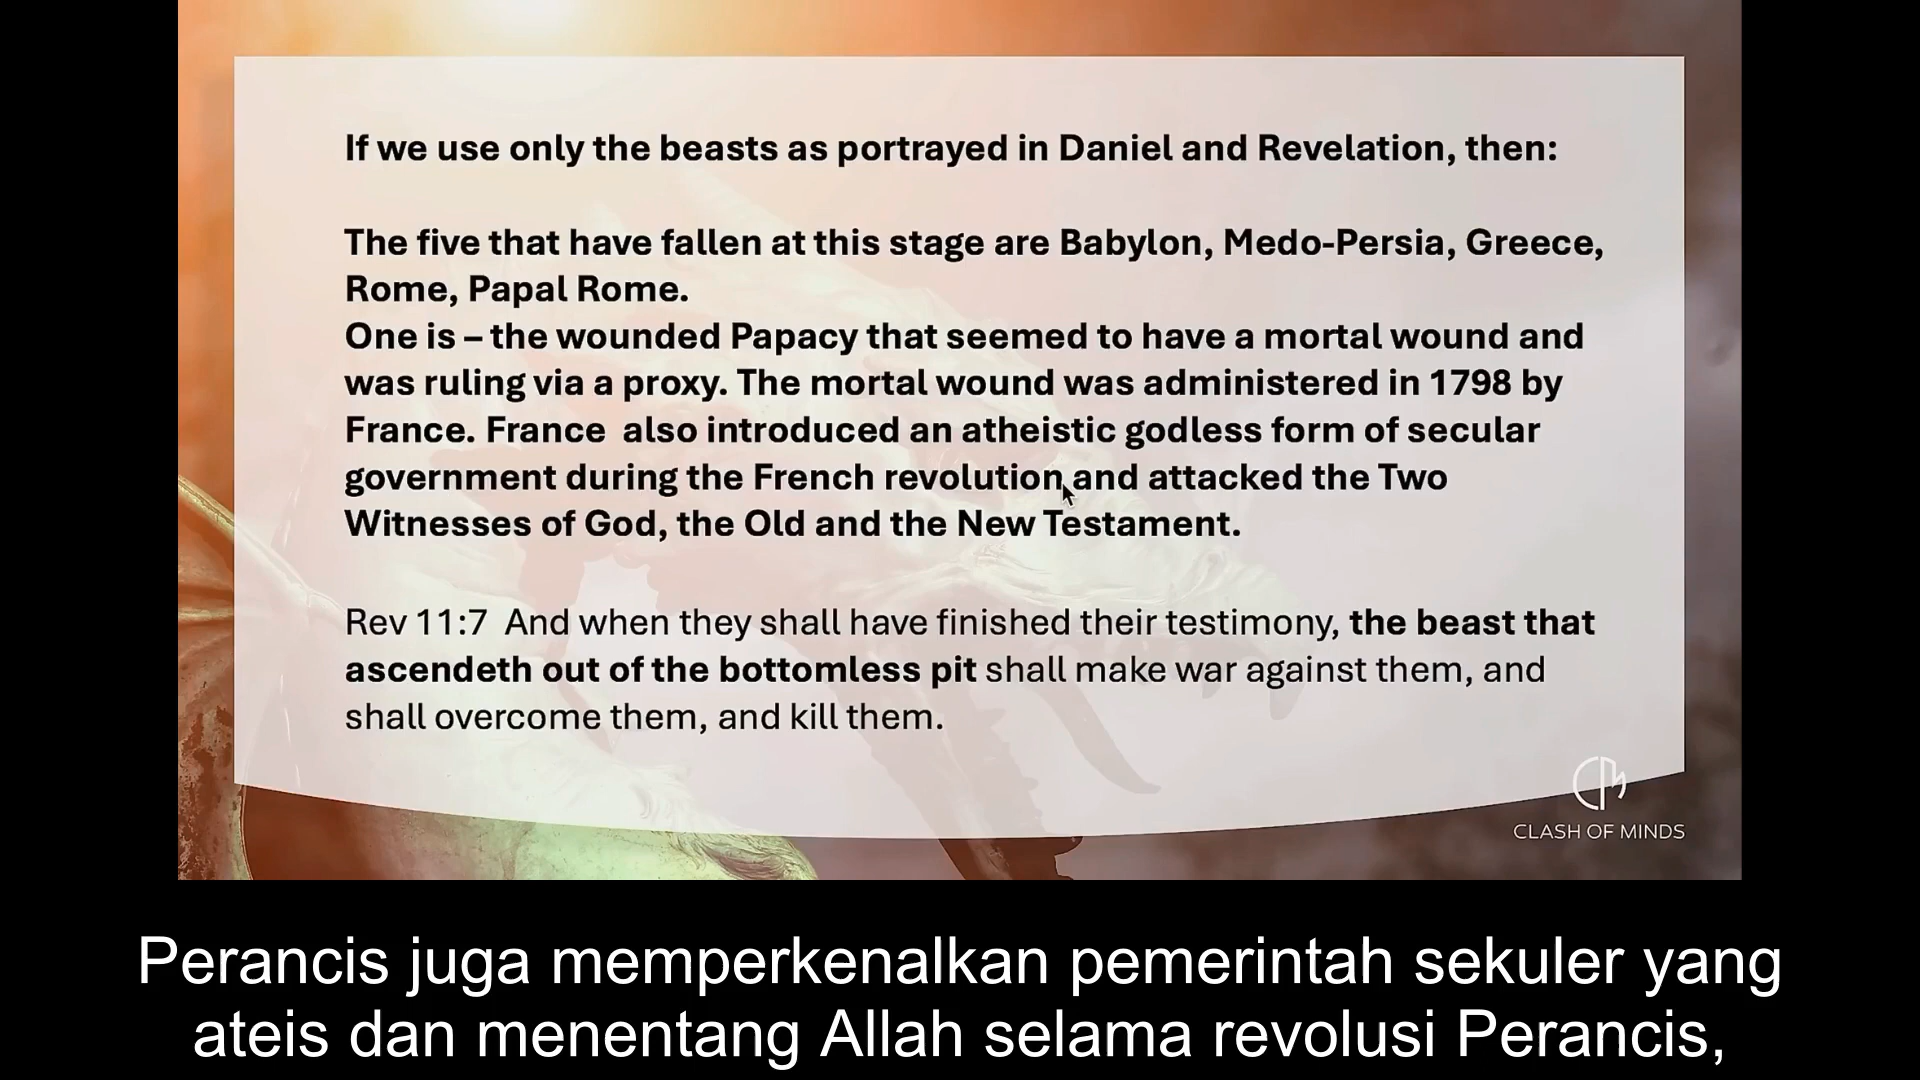 If we use only the beasts as portrayed in Daniel and Revelation, then:
The five that have fallen at this stage are Babylon, Medo-Persia, Greece,
Rome, Papal Rome.
One is – the wounded Papacy that seemed to have a mortal wound and
was ruling via a proxy. The mortal wound was administered in 1798 by
France. France  also introduced an atheistic godless form of secular
government during the French revolution and attacked the Two
Witnesses of God, the Old and the New Testament.
Rev 11:7  And when they shall have finished their testimony, the beast that
ascendeth out of the bottomless pit shall make war against them, and
shall overcome them, and kill them.
CLASH OF MINDS
Perancis juga memperkenalkan pemerintah sekuler yang
ateis dan menentang Allah selama revolusi Perancis,